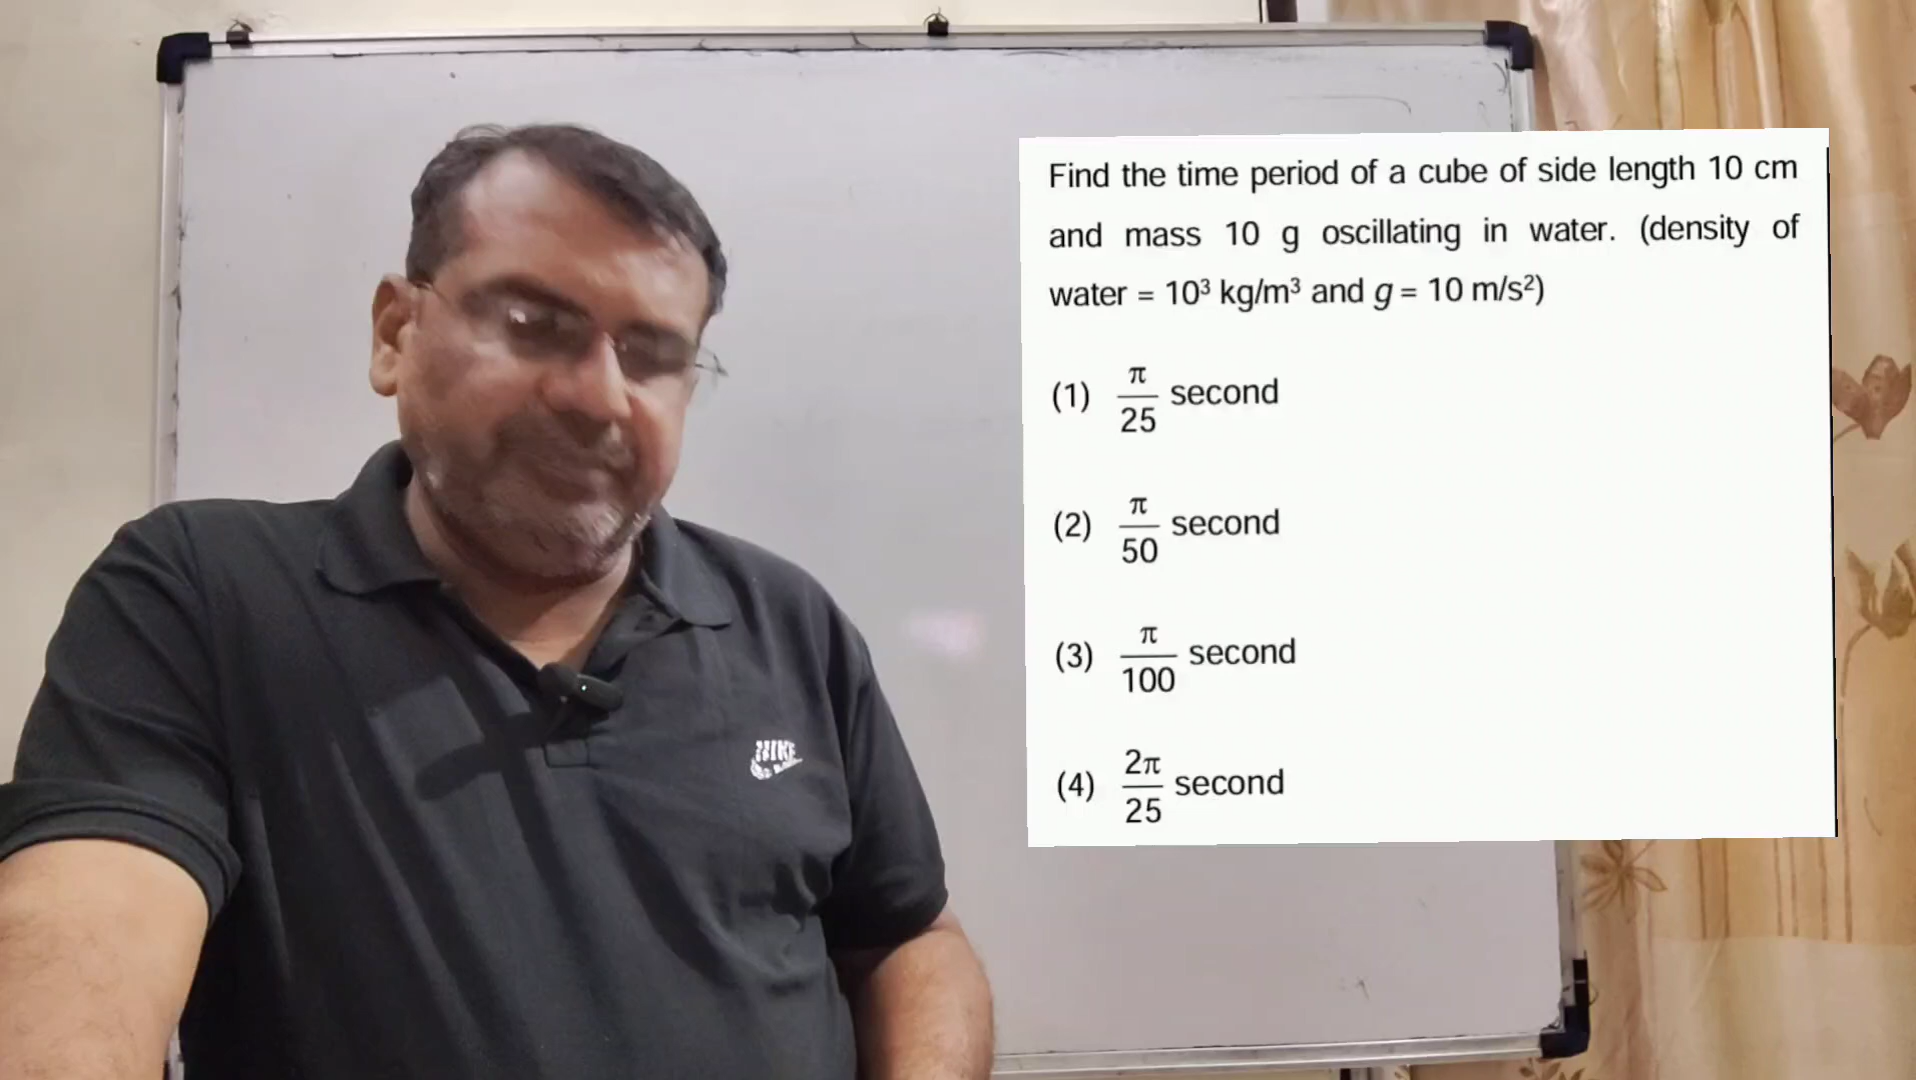 Find the time period of a cube of side length 10 cm
and mass 10 g oscillating in water. (density of
water = 10³ kg/m³ and g = 10 m/s²)
(1) π/25 second
(2) π/50 second
(3) π/100 second
(4) 2π/25 second
NIKE